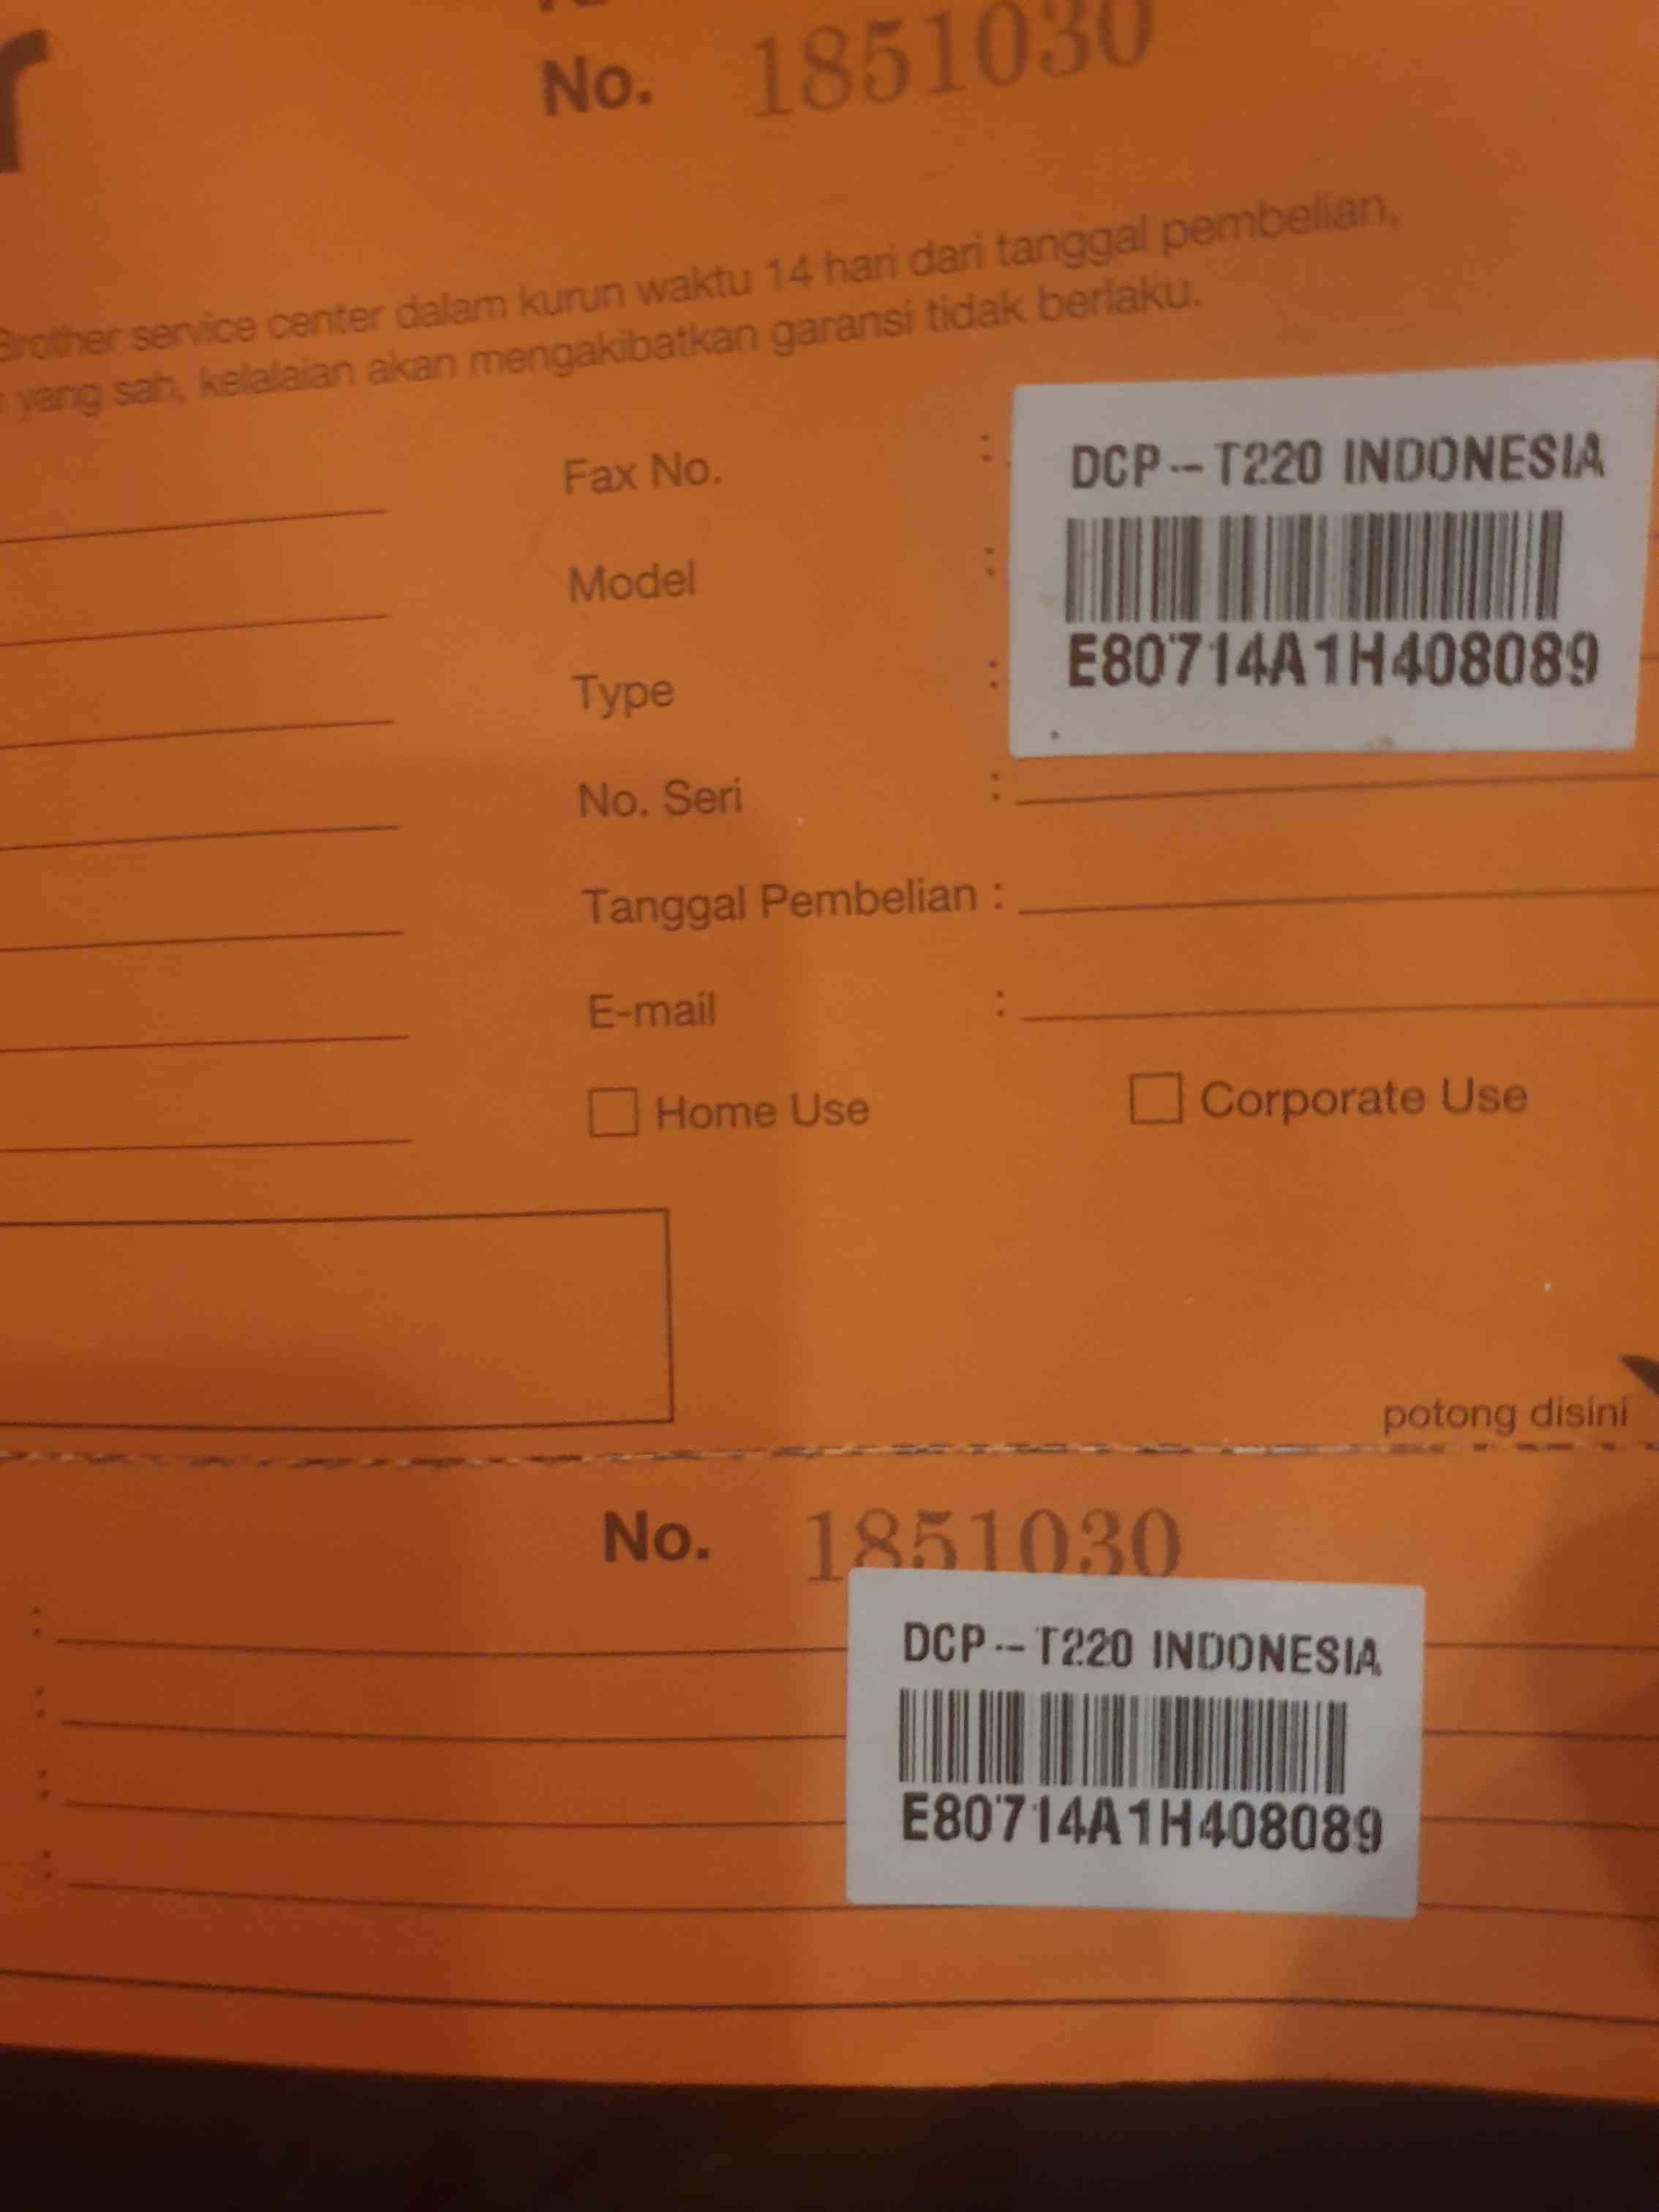 r
No. 1851030
Brother service center dalam kurun waktu 14 hari dari tanggal pembelian,
yang sah, kelalaian akan mengakibatkan garansi tidak berlaku.
Fax No. :
DCP-T220 INDONESIA
Model :
E80714A1H408089
Type :
No. Seri :
Tanggal Pembelian :
E-mail :
Home Use Corporate Use
potong disini
No. 1851030
:
DCP-T220 INDONESIA
:
:
E80714A1H408089
: